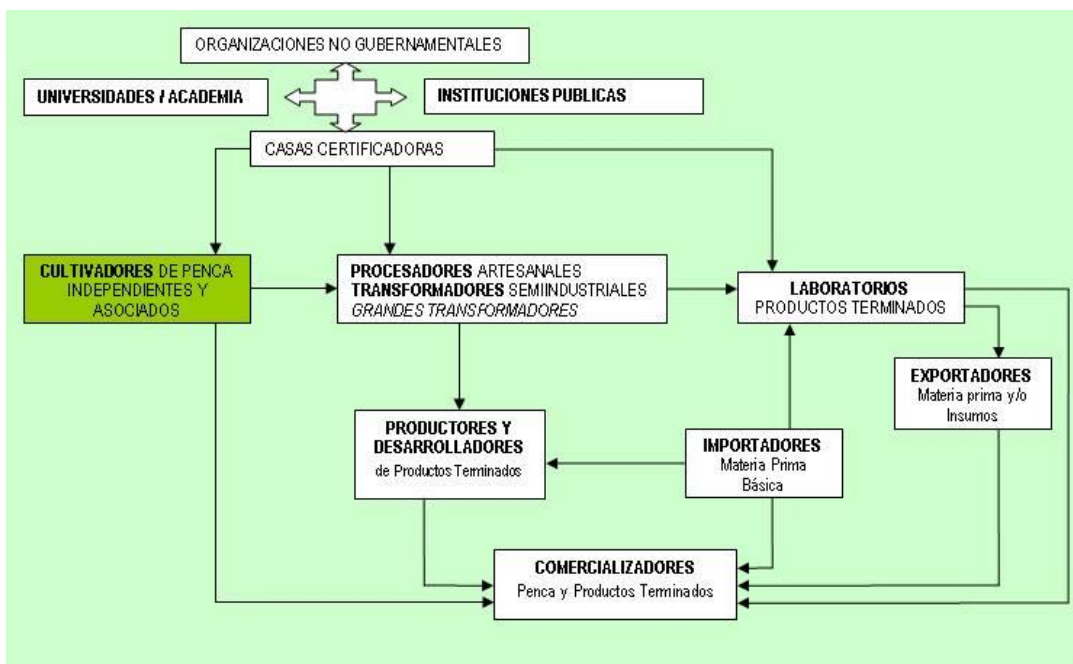 ORGANIZACIONES NO GUBERNAMENTALES
UNIVERSIDADES / ACADEMIA
INSTITUCIONES PUBLICAS
CASAS CERTIFICADORAS
CULTIVADORES DE PENCA
INDEPENDIENTES Y
ASOCIADOS
PROCESADORES ARTESANALES
TRANSFORMADORES SEMIINDUSTRIALES
GRANDES TRANSFORMADORES
LABORATORIOS
PRODUCTOS TERMINADOS
EXPORTADORES
Materia prima y/o
Insumos
PRODUCTORES Y
DESARROLLADORES
de Productos Terminados
IMPORTADORES
Materia Prima
Básica
COMERCIALIZADORES
Penca y Productos Terminados